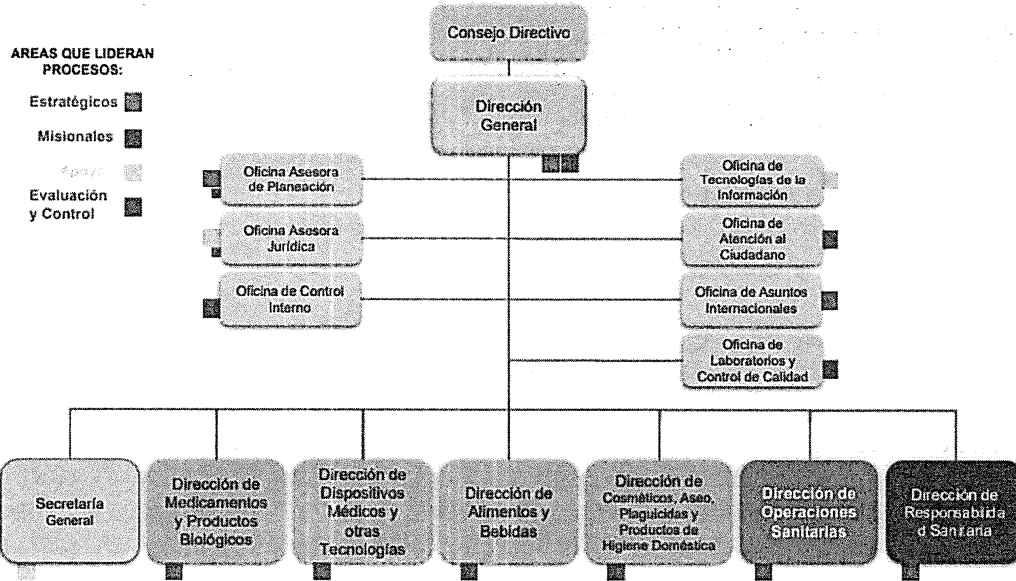 Consejo Directivo
AREAS QUE LIDERAN
PROCESOS:
Estratégicos
Misionales
Apoyo
Evaluación
y Control
Dirección
General
Oficina Asesora
de Planeación
Oficina de
Tecnologías de la
Información
Oficina Asesora
Jurídica
Oficina de
Atención al
Ciudadano
Oficina de Control
Interno
Oficina de Asuntos
Internacionales
Oficina de
Laboratorios y
Control de Calidad
Secretaría
General
Dirección de
Medicamentos
y Productos
Biológicos
Dirección de
Dispositivos
Médicos y
otras
Tecnologías
Dirección de
Alimentos y
Bebidas
Dirección de
Cosméticos, Aseo,
Plaguicidas y
Productos de
Higiene Doméstica
Dirección de
Operaciones
Sanitarias
Dirección de
Responsabilida
d Sanitaria